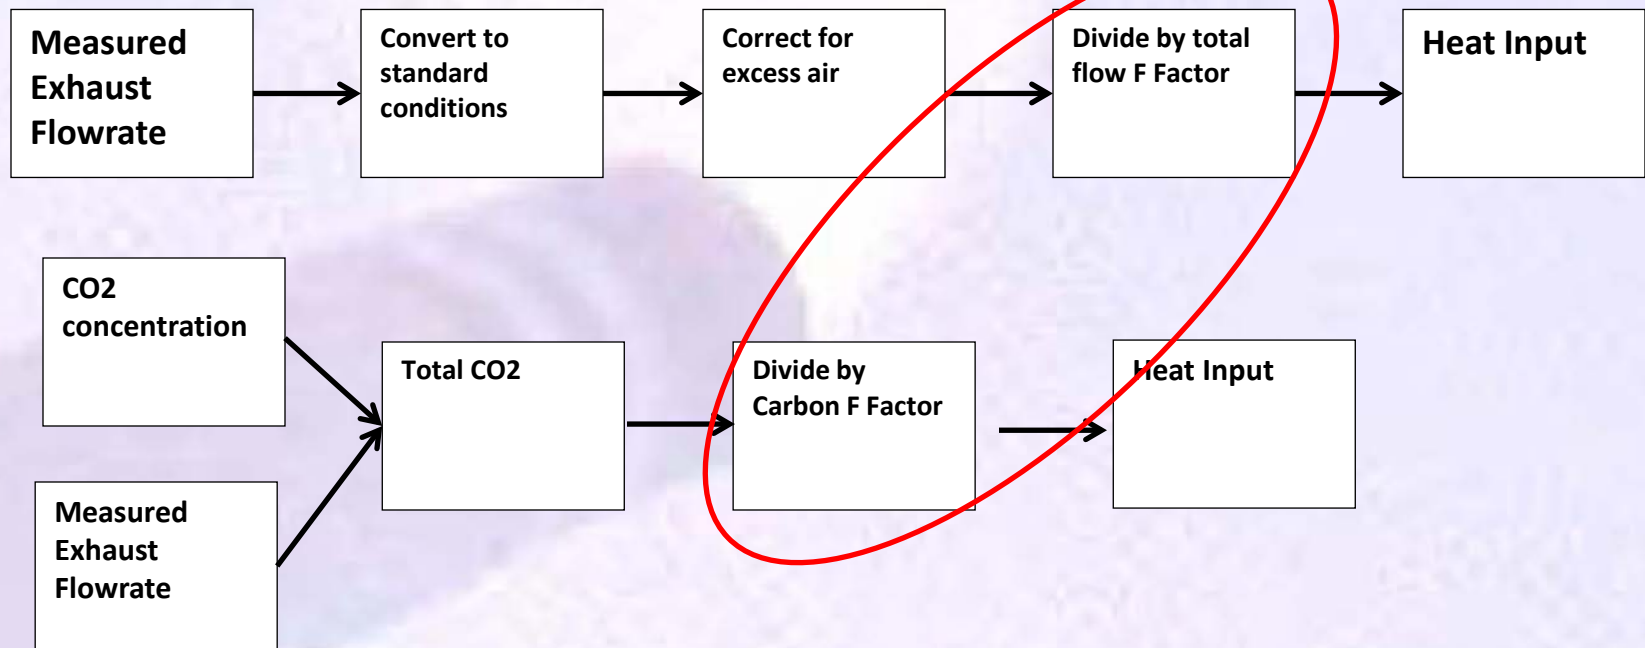 Measured
Exhaust
Flowrate
Convert to
standard
conditions
Correct for
excess air
Divide by total
flow F Factor
Heat Input
CO2
concentration
Measured
Exhaust
Flowrate
Total CO2
Divide by
Carbon F Factor
Heat Input